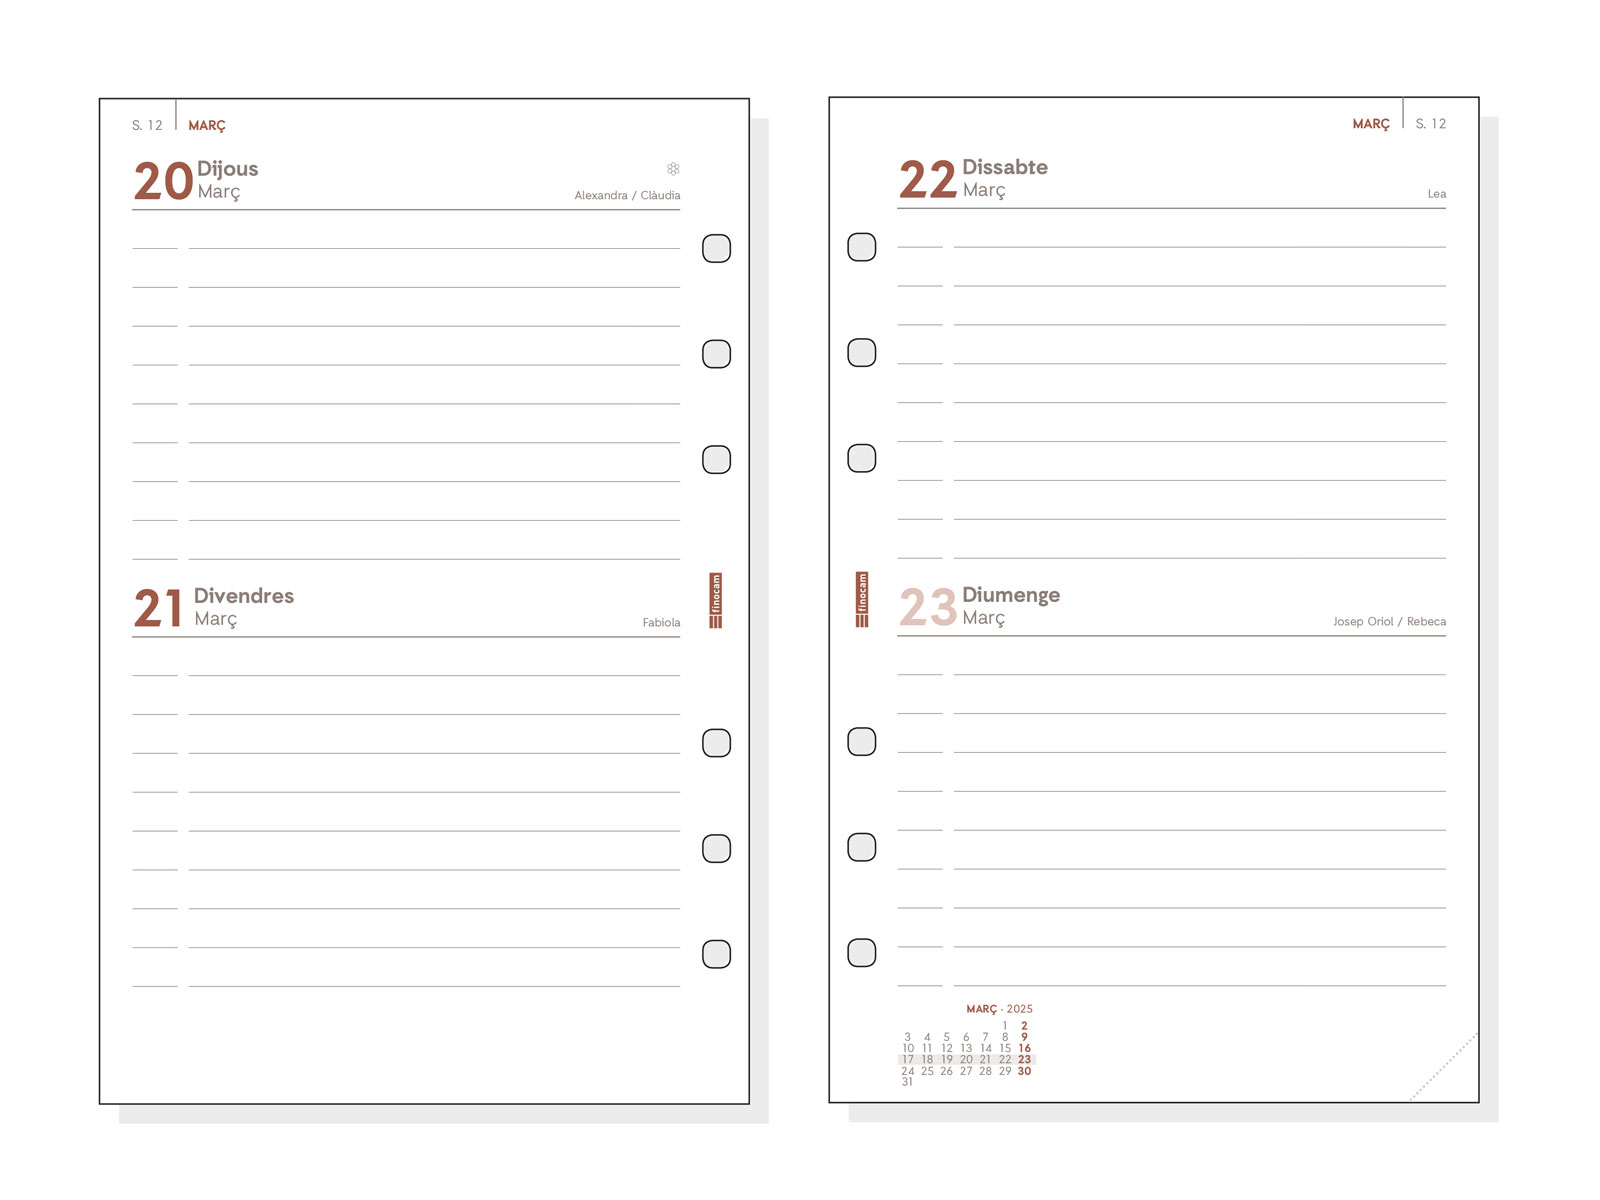 S. 12 MARÇ
20 Dijous
Març
Alexandra / Clàudia
21 Divendres
Març
Fabiola
finocam
MARÇ S. 12
22 Dissabte
Març
Lea
finocam
23 Diumenge
Març
Josep Oriol / Rebeca
MARÇ · 2025
1 2
3 4 5 6 7 8 9
10 11 12 13 14 15 16
17 18 19 20 21 22 23
24 25 26 27 28 29 30
31